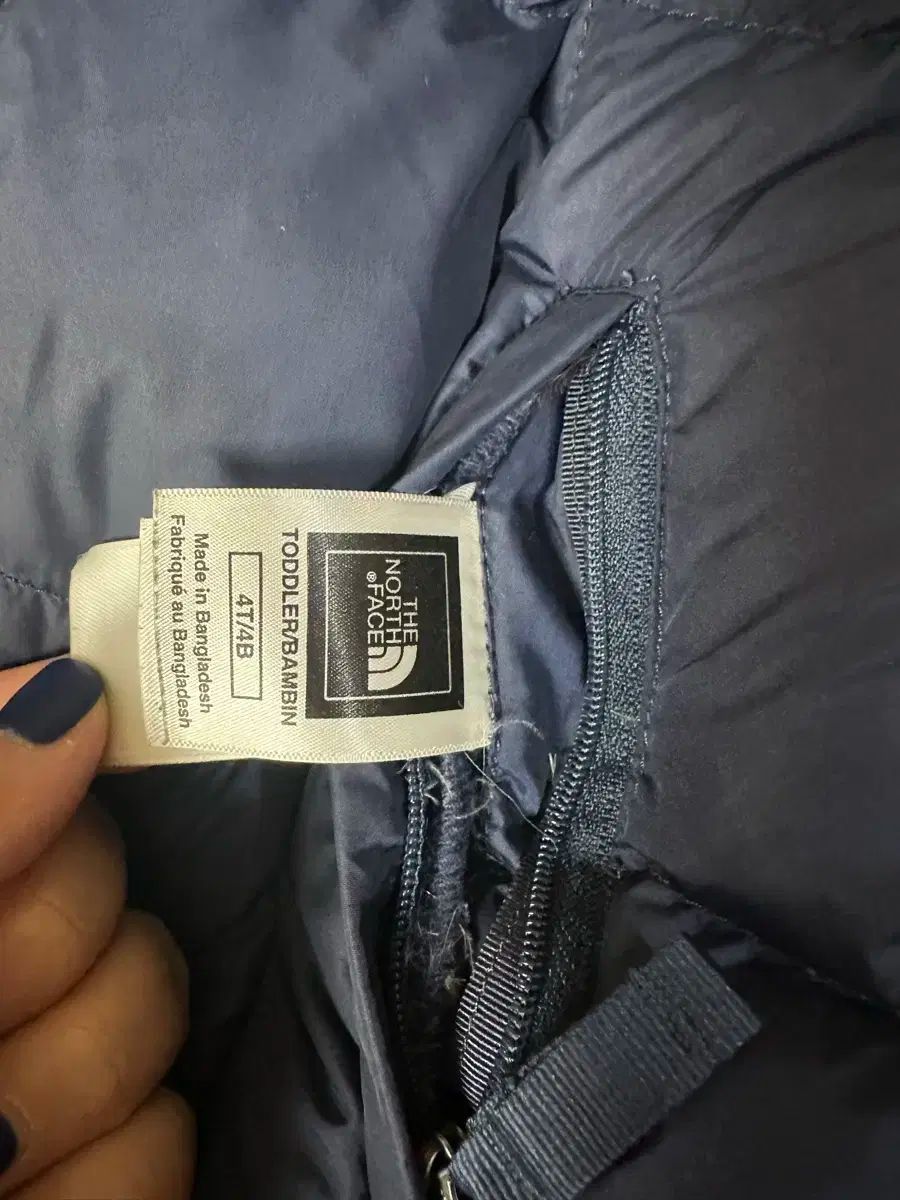 THE
NORTH
FACE®
TODDLER/BAMBIN
4T/4B
Made in Bangladesh
Fabriqué au Bangladesh